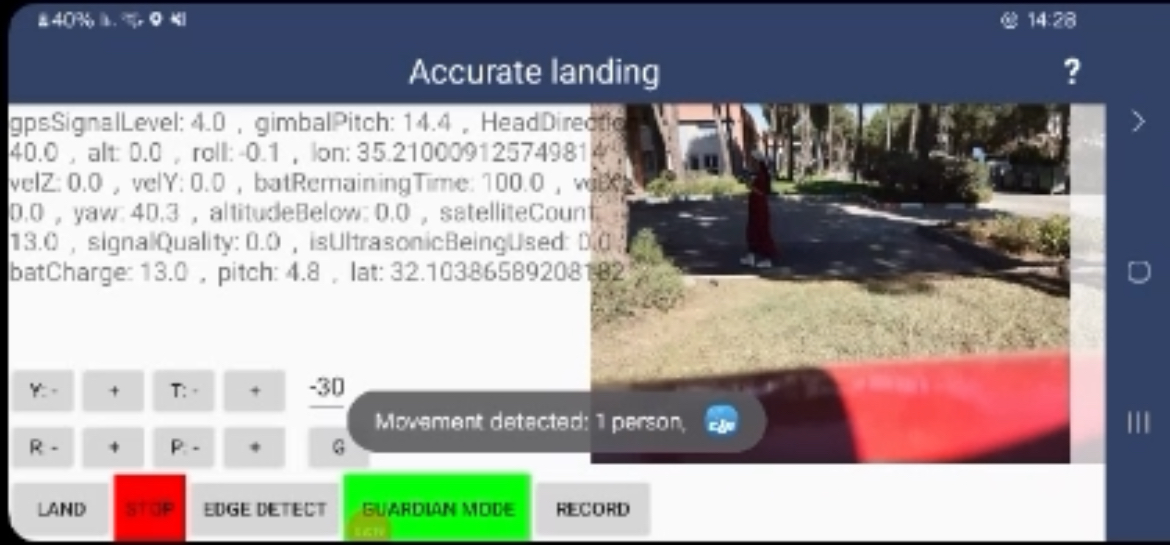 40% 14:28
Accurate landing ?
gpsSignalLevel: 4.0 , gimbalPitch: 14.4 , HeadDirectio
40.0 , alt: 0.0 , roll: -0.1 , lon: 35.210009125749814
velZ: 0.0 , velY: 0.0 , batRemainingTime: 100.0 , velX:
0.0 , yaw: 40.3 , altitudeBelow: 0.0 , satelliteCount:
13.0 , signalQuality: 0.0 , isUltrasonicBeingUsed: 0.0 ,
batCharge: 13.0 , pitch: 4.8 , lat: 32.10386589208182
Y: - + T: - + -30
Movement detected: 1 person, dji
R - + P: - + G
LAND STOP EDGE DETECT GUARDIAN MODE RECORD